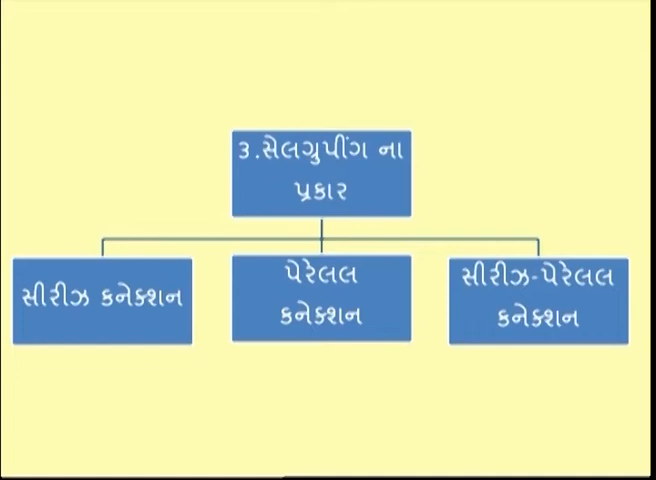 ૩.સેલગ્રુપીંગ ના
પ્રકાર
સીરીઝ કનેક્શન
પેરેલલ
કનેક્શન
સીરીઝ-પેરેલલ
કનેક્શન